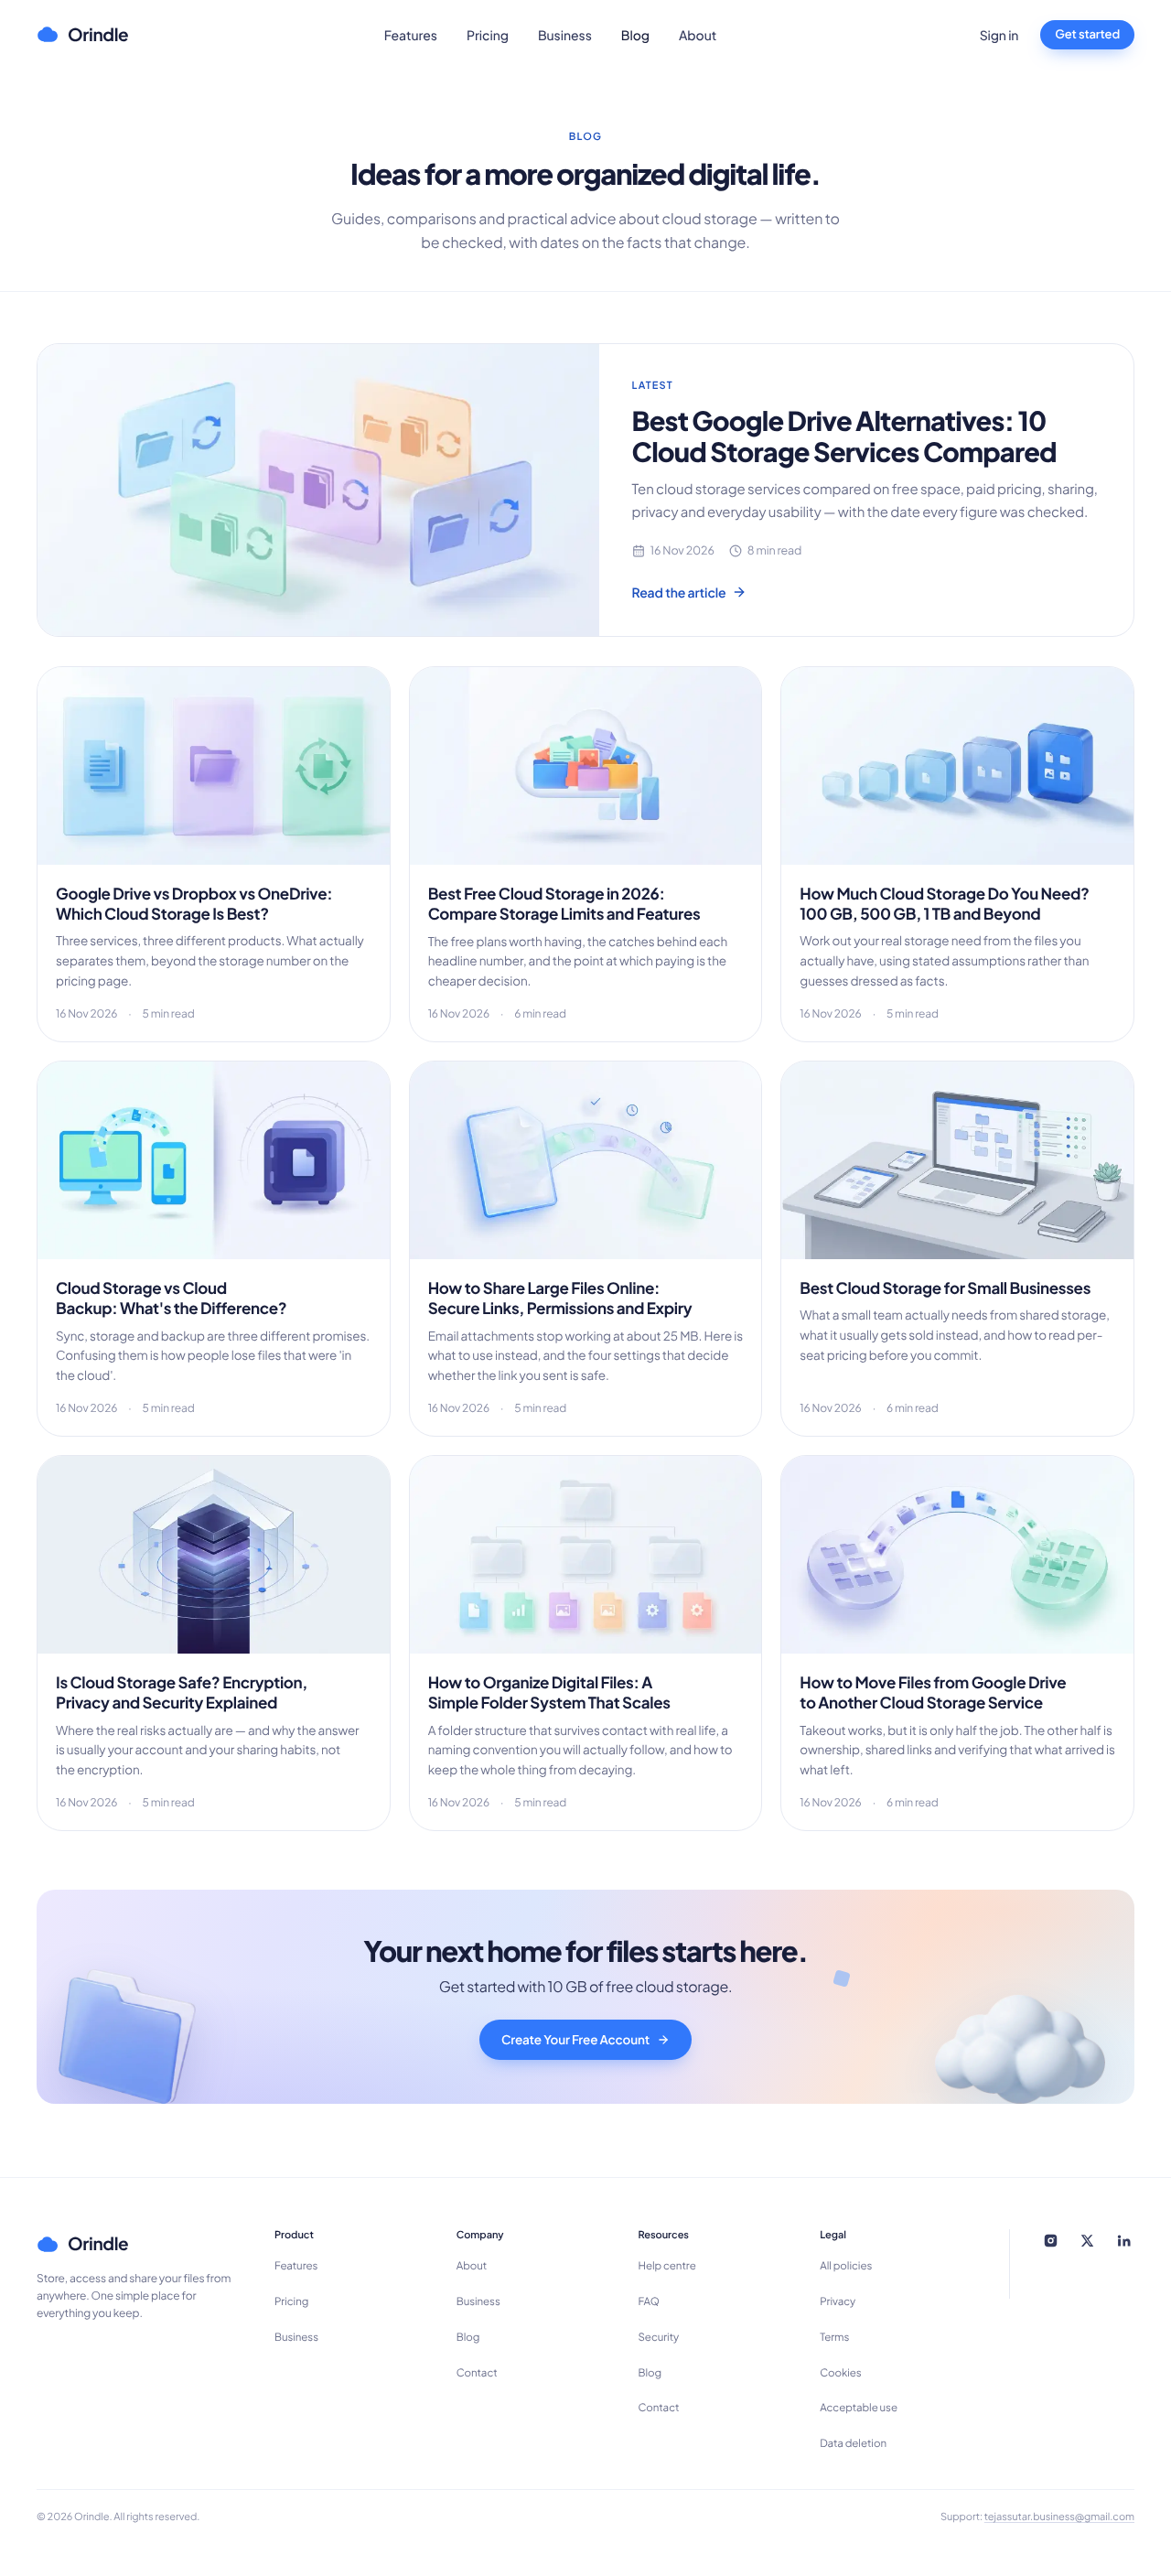 Orindle
Features
Pricing
Business
Blog
About
Sign in
Get started
BLOG
Ideas for a more organized digital life.
Guides, comparisons and practical advice about cloud storage — written to
be checked, with dates on the facts that change.
LATEST
Best Google Drive Alternatives: 10
Cloud Storage Services Compared
Ten cloud storage services compared on free space, paid pricing, sharing,
privacy and everyday usability — with the date every figure was checked.
16 Nov 2026
8 min read
Read the article
Google Drive vs Dropbox vs OneDrive:
Which Cloud Storage Is Best?
Three services, three different products. What actually
separates them, beyond the storage number on the
pricing page.
16 Nov 2026 · 5 min read
Best Free Cloud Storage in 2026:
Compare Storage Limits and Features
The free plans worth having, the catches behind each
headline number, and the point at which paying is the
cheaper decision.
16 Nov 2026 · 6 min read
How Much Cloud Storage Do You Need?
100 GB, 500 GB, 1 TB and Beyond
Work out your real storage need from the files you
actually have, using stated assumptions rather than
guesses dressed as facts.
16 Nov 2026 · 5 min read
Cloud Storage vs Cloud
Backup: What's the Difference?
Sync, storage and backup are three different promises.
Confusing them is how people lose files that were 'in
the cloud'.
16 Nov 2026 · 5 min read
How to Share Large Files Online:
Secure Links, Permissions and Expiry
Email attachments stop working at about 25 MB. Here is
what to use instead, and the four settings that decide
whether the link you sent is safe.
16 Nov 2026 · 5 min read
Best Cloud Storage for Small Businesses
What a small team actually needs from shared storage,
what it usually gets sold instead, and how to read per-
seat pricing before you commit.
16 Nov 2026 · 6 min read
Is Cloud Storage Safe? Encryption,
Privacy and Security Explained
Where the real risks actually are — and why the answer
is usually your account and your sharing habits, not
the encryption.
16 Nov 2026 · 5 min read
How to Organize Digital Files: A
Simple Folder System That Scales
A folder structure that survives contact with real life, a
naming convention you will actually follow, and how to
keep the whole thing from decaying.
16 Nov 2026 · 5 min read
How to Move Files from Google Drive
to Another Cloud Storage Service
Takeout works, but it is only half the job. The other half is
ownership, shared links and verifying that what arrived is
what left.
16 Nov 2026 · 6 min read
Your next home for files starts here.
Get started with 10 GB of free cloud storage.
Create Your Free Account
Orindle
Store, access and share your files from
anywhere. One simple place for
everything you keep.
Product
Features
Pricing
Business
Company
About
Business
Blog
Contact
Resources
Help centre
FAQ
Security
Blog
Contact
Legal
All policies
Privacy
Terms
Cookies
Acceptable use
Data deletion
© 2026 Orindle. All rights reserved.
Support: tejassutar.business@gmail.com